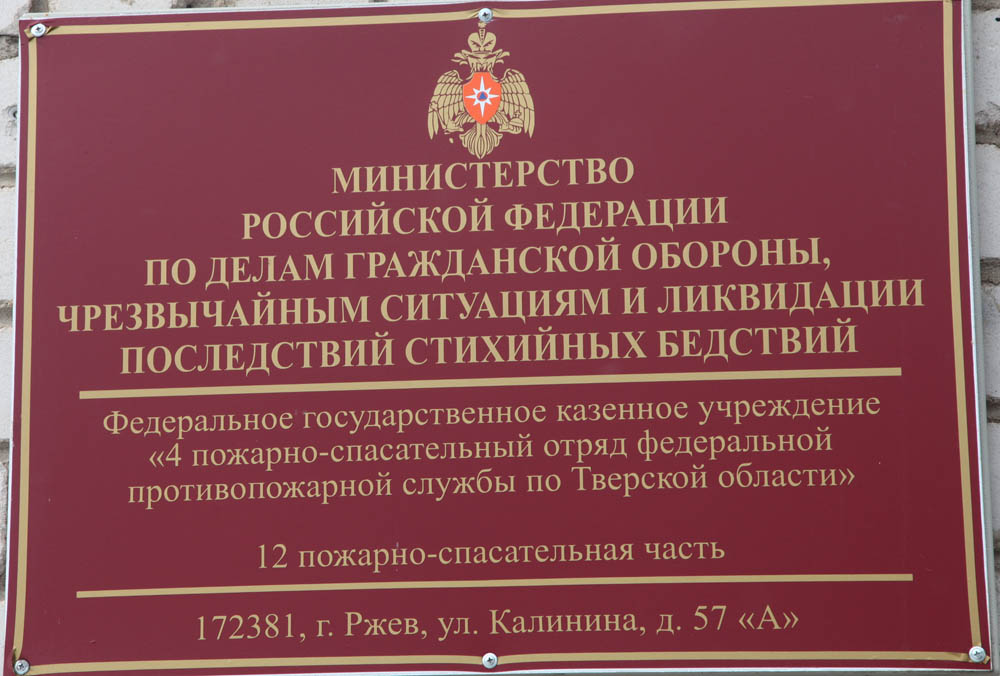 МИНИСТЕРСТВО
РОССИЙСКОЙ ФЕДЕРАЦИИ
ПО ДЕЛАМ ГРАЖДАНСКОЙ ОБОРОНЫ,
ЧРЕЗВЫЧАЙНЫМ СИТУАЦИЯМ И ЛИКВИДАЦИИ
ПОСЛЕДСТВИЙ СТИХИЙНЫХ БЕДСТВИЙ
Федеральное государственное казенное учреждение
«4 пожарно-спасательный отряд федеральной
противопожарной службы по Тверской области»
12 пожарно-спасательная часть
172381, г. Ржев, ул. Калинина, д. 57 «А»